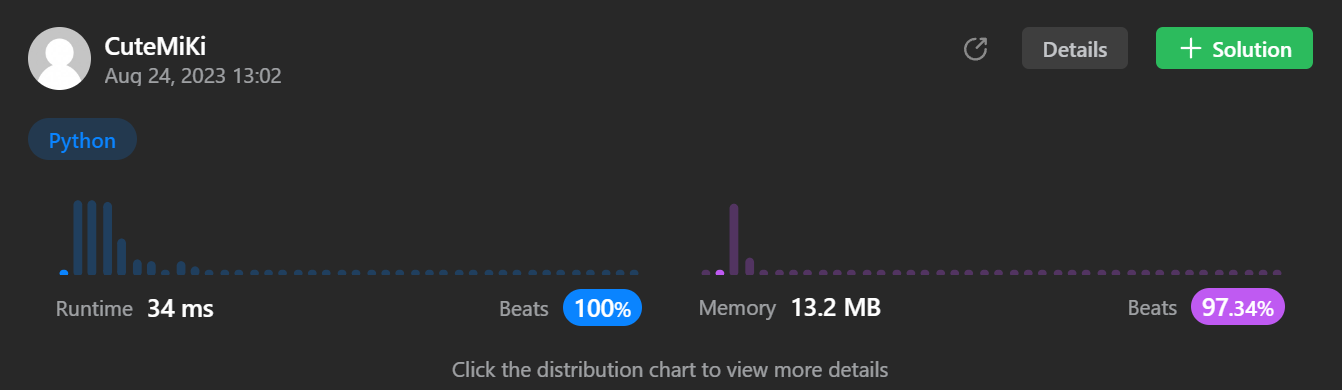 CuteMiKi
Aug 24, 2023 13:02
Details
Solution
Python
Runtime 34 ms Beats 100%
Memory 13.2 MB Beats 97.34%
Click the distribution chart to view more details